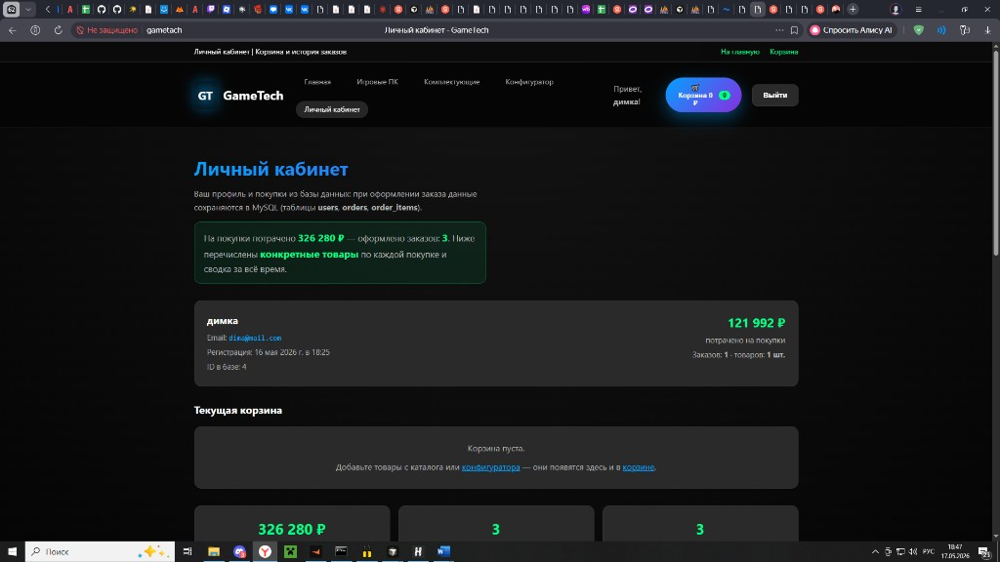 Не защищено
gametach
Личный кабинет - GameTech
Спросить Алису AI
Личный кабинет | Корзина и история заказов
На главную
Корзина
GT
GameTech
Главная
Игровые ПК
Комплектующие
Конфигуратор
Личный кабинет
Привет,
димка!
Корзина 0
₽
0
Выйти
Личный кабинет
Ваш профиль и покупки из базы данных: при оформлении заказа данные
сохраняются в MySQL (таблицы users, orders, order_items).
На покупки потрачено 326 280 ₽ — оформлено заказов: 3. Ниже
перечислены конкретные товары по каждой покупке и
сводка за всё время.
димка
Email: dima@mail.com
Регистрация: 16 мая 2026 г. в 18:25
ID в базе: 4
121 992 ₽
потрачено на покупки
Заказов: 1 · товаров: 1 шт.
Текущая корзина
Корзина пуста.
Добавьте товары с каталога или конфигуратора — они появятся здесь и в корзине.
326 280 ₽
3
3
Поиск
РУС
18:47
17.05.2026